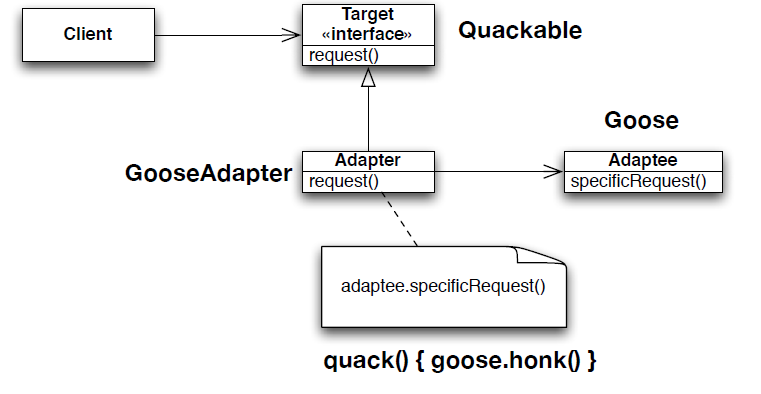 Client
Target
«interface»
request()
Quackable
Goose
GooseAdapter
Adapter
request()
Adaptee
specificRequest()
adaptee.specificRequest()
quack() { goose.honk() }